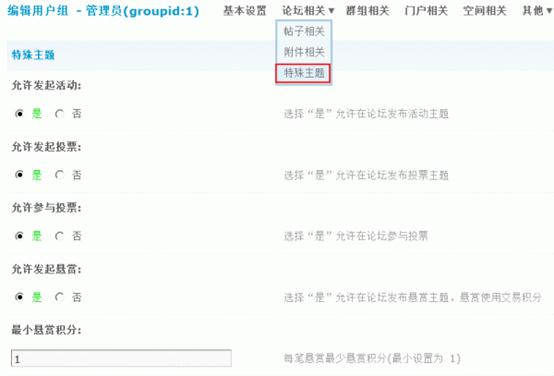 编辑用户组 - 管理员(groupid:1) 基本设置 论坛相关▼ 群组相关 门户相关 空间相关 其他▼
帖子相关
附件相关
特殊主题
特殊主题
允许发起活动:
是 否 选择“是”允许在论坛发布活动主题
允许发起投票:
是 否 选择“是”允许在论坛发布投票主题
允许参与投票:
是 否 选择“是”允许在论坛参与投票
允许发起悬赏:
是 否 选择“是”允许在论坛发布悬赏主题，悬赏使用交易积分
最小悬赏积分:
1 每笔悬赏最少悬赏积分(最小设置为 1)